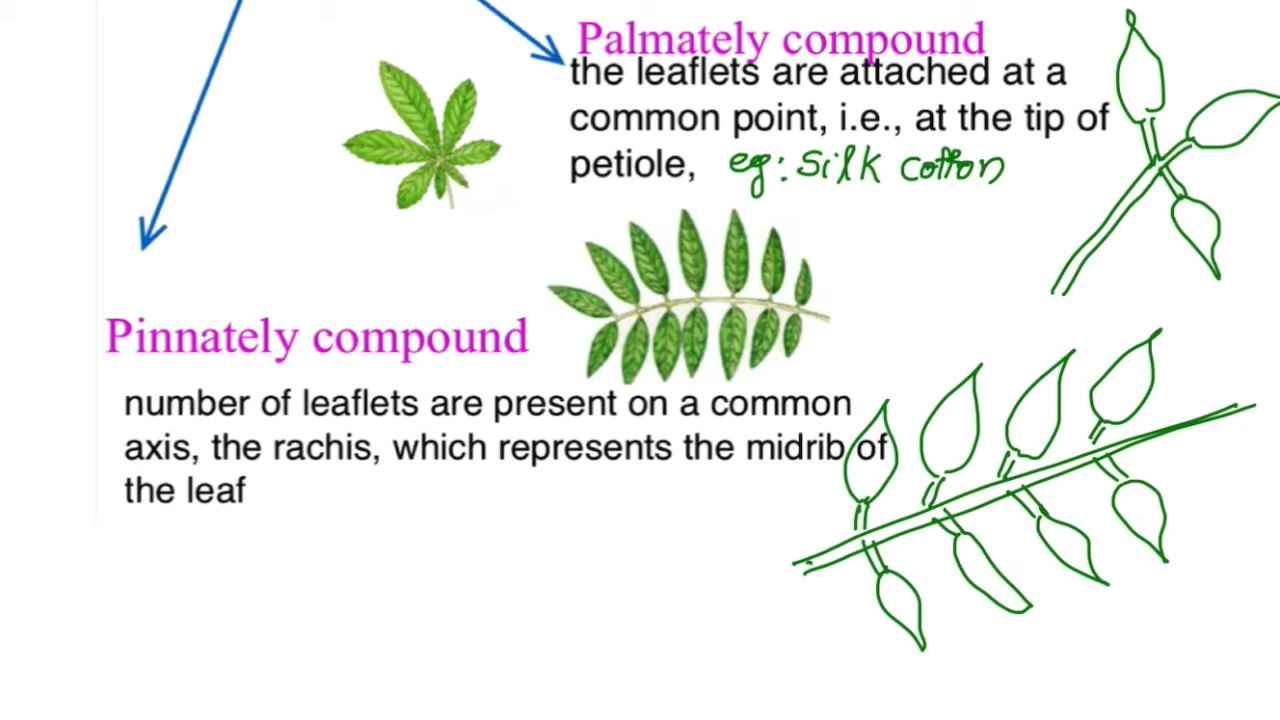 Palmately compound
the leaflets are attached at a
common point, i.e., at the tip of
petiole, eg: Silk cotton
Pinnately compound
number of leaflets are present on a common
axis, the rachis, which represents the midrib of
the leaf